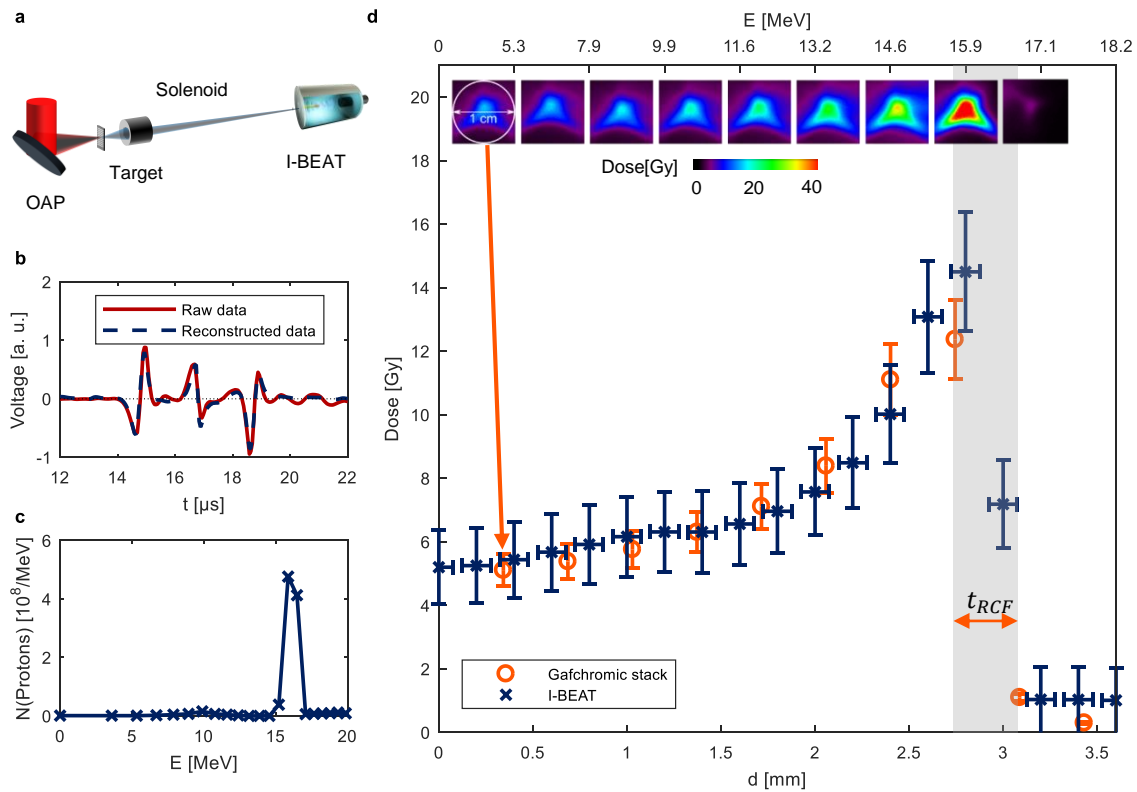 a
Solenoid
Target
OAP
I-BEAT
b
2
1
0
-1
Voltage [a. u.]
Raw data
Reconstructed data
12 14 16 18 20 22
t [µs]
c
6
4
2
0
N(Protons) [10⁸/MeV]
0 5 10 15 20
E [MeV]
d
E [MeV]
0 5.3 7.9 9.9 11.6 13.2 14.6 15.9 17.1 18.2
20
18
16
14
12
10
8
6
4
2
0
Dose [Gy]
1 cm
Dose[Gy]
0 20 40
t_RCF
Gafchromic stack
I-BEAT
0 0.5 1 1.5 2 2.5 3 3.5
d [mm]